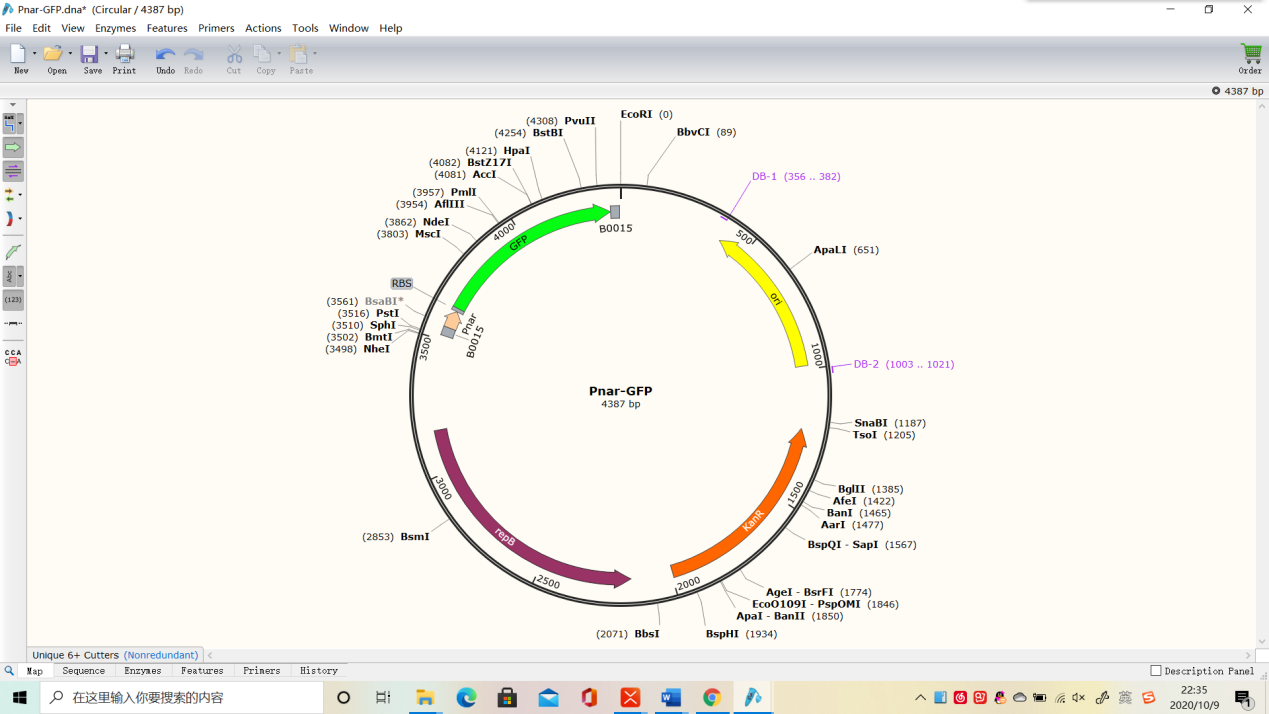 Pnar-GFP.dna* (Circular / 4387 bp)
File Edit View Enzymes Features Primers Actions Tools Window Help
New Open Save Print Undo Redo Cut Copy Paste Order
4387 bp
(4308) PvuII
EcoRI (0)
(4254) BstBI
BbvCI (89)
(4121) HpaI
(4082) BstZ17I
(4081) AccI
DB-1 (356 .. 382)
(3957) PmlI
(3954) AflIII
(3862) NdeI
(3803) MscI
4000
GFP
B0015
500
ApaLI (651)
RBS
ori
(3561) BsaBI*
(3516) PstI
(3510) SphI
(3502) BmtI
(3498) NheI
3500
Pnar
B0015
1000
DB-2 (1003 .. 1021)
Pnar-GFP
4387 bp
SnaBI (1187)
TsoI (1205)
3000
1500
BglII (1385)
AfeI (1422)
BanI (1465)
AarI (1477)
KanR
(2853) BsmI
repB
BspQI - SapI (1567)
2500
2000
AgeI - BsrFI (1774)
EcoO109I - PspOMI (1846)
ApaI - BanII (1850)
(2071) BbsI
BspHI (1934)
Unique 6+ Cutters (Nonredundant)
Map Sequence Enzymes Features Primers History
Description Panel
在这里输入你要搜索的内容
英
22:35
2020/10/9
1